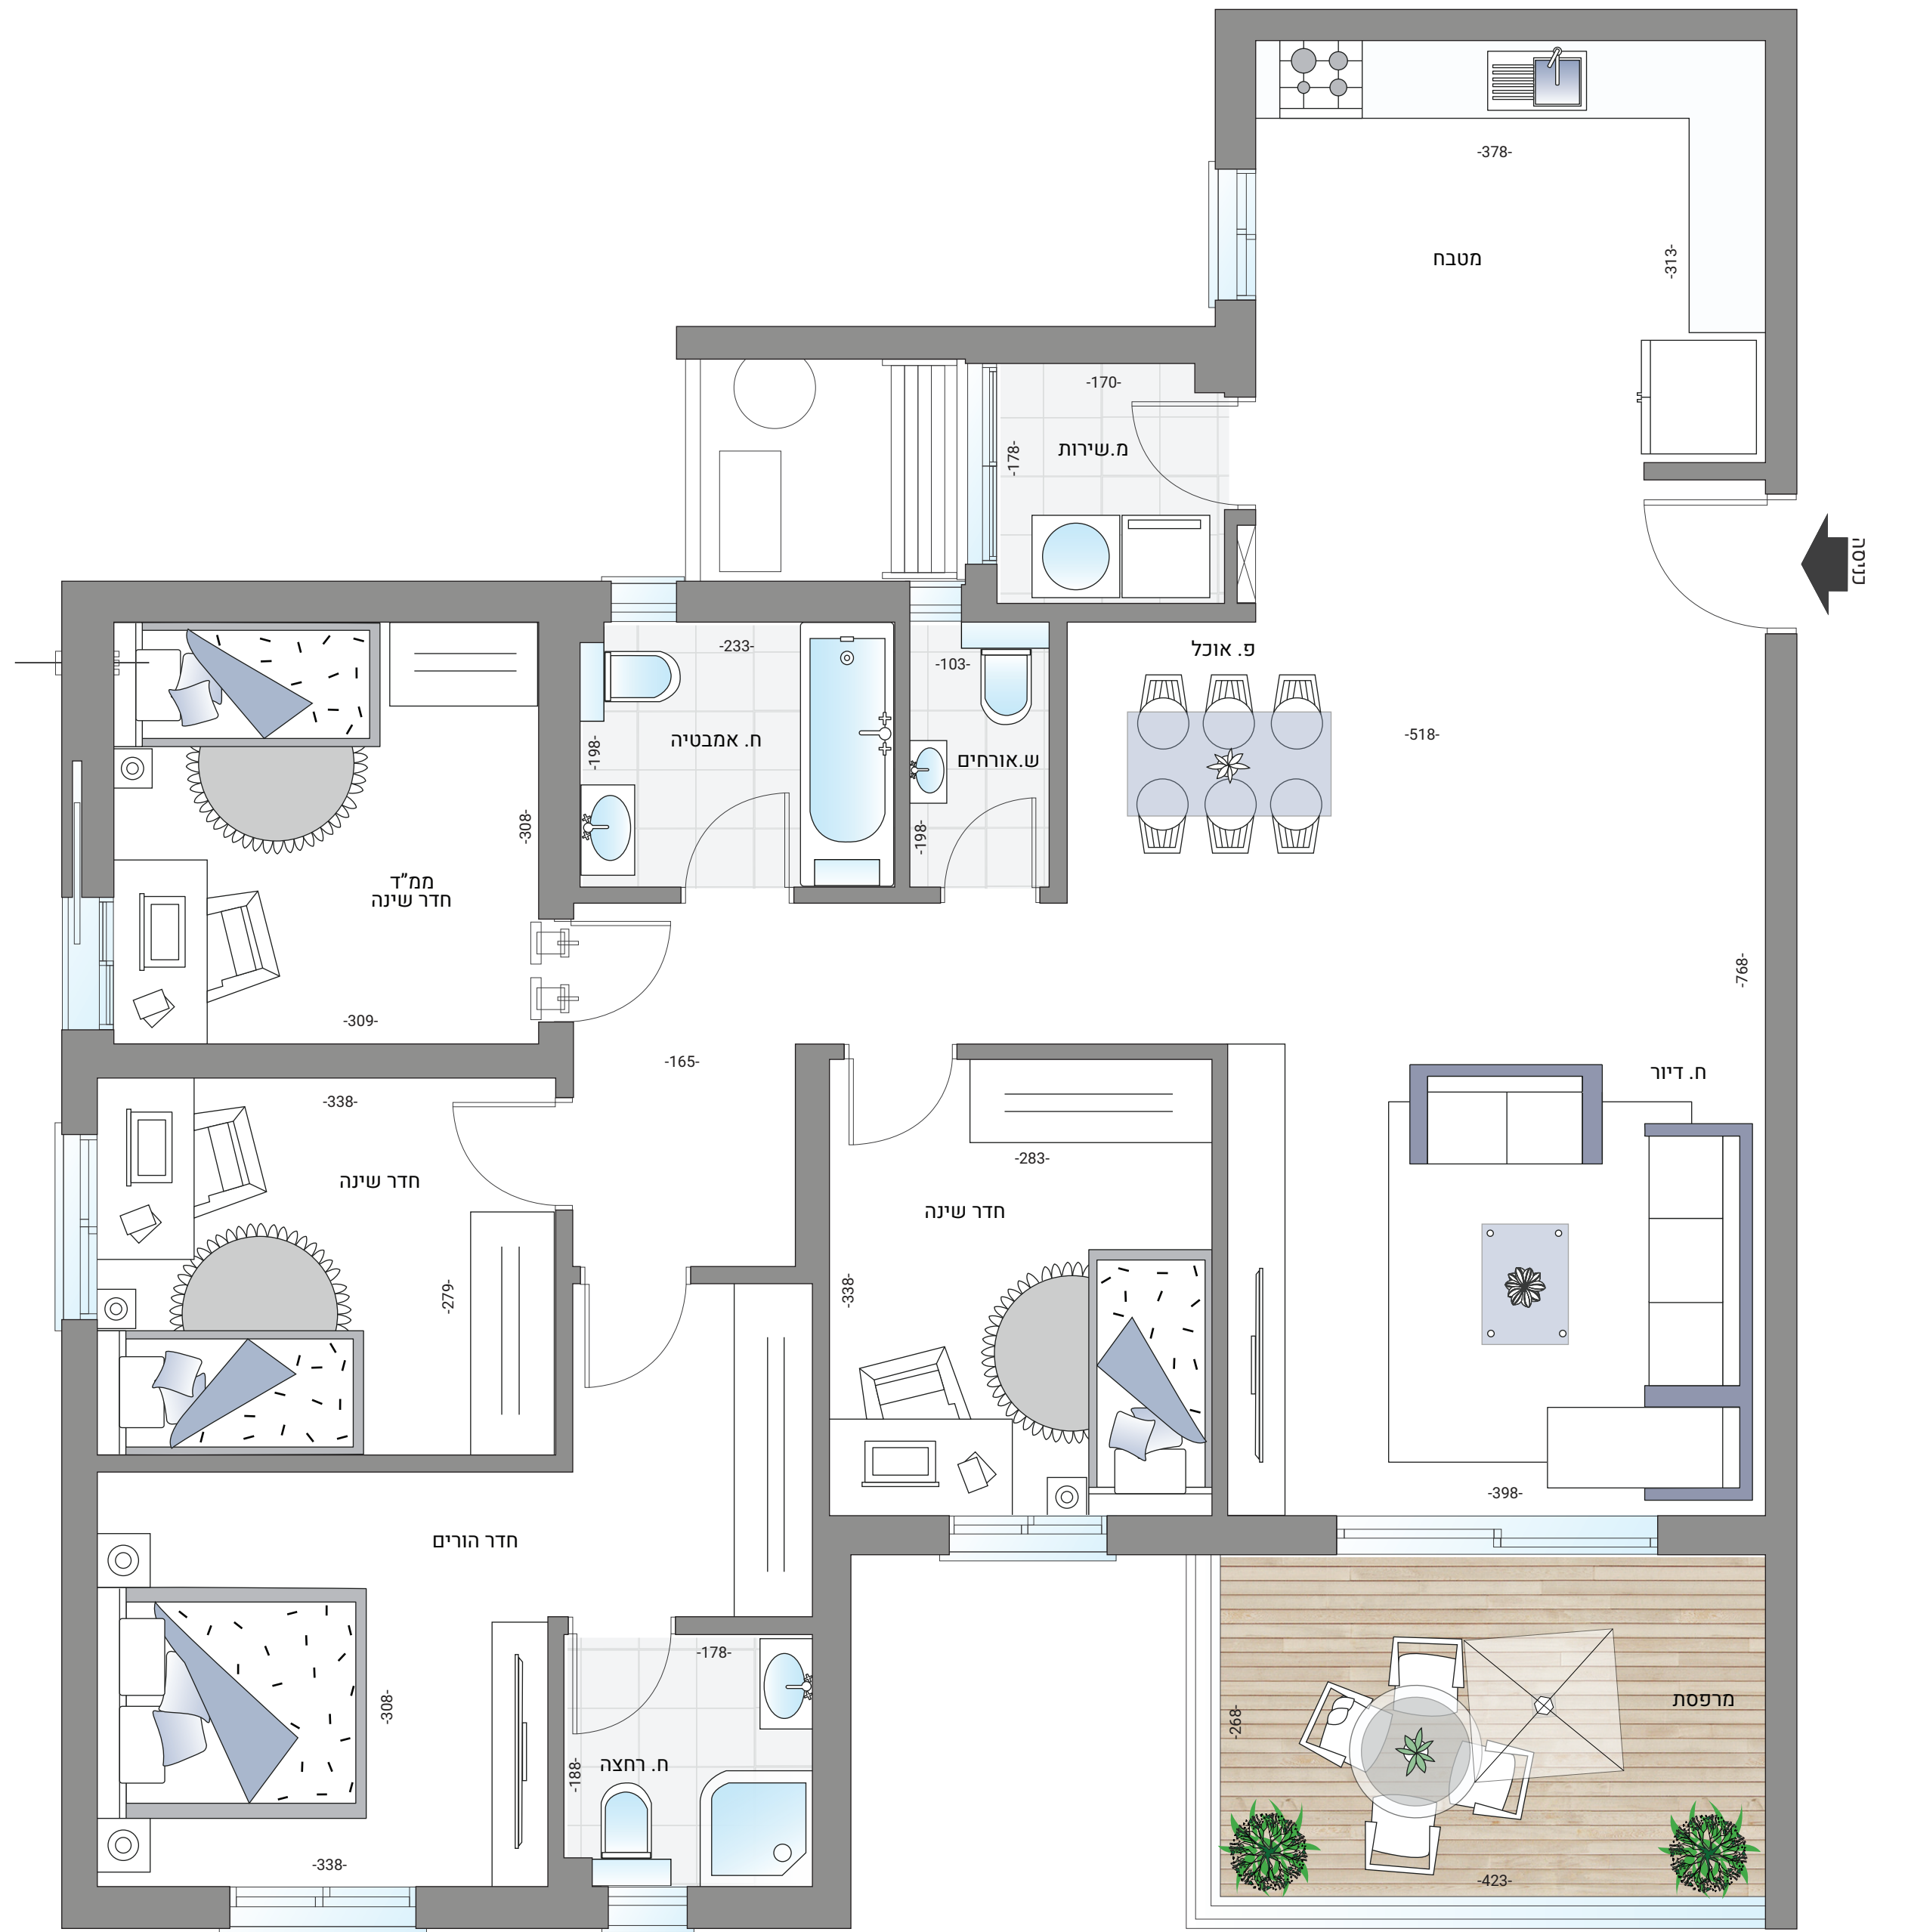 -378-
מטבח
-313-
-170-
מ.שירות
-178-
כניסה
פ. אוכל
-518-
-233-
-198-
ח. אמבטיה
-103-
ש.אורחים
-198-
-308-
ממ"ד
חדר שינה
-309-
-768-
-165-
ח. דיור
-338-
חדר שינה
-279-
-283-
חדר שינה
-338-
-398-
חדר הורים
-308-
-338-
-178-
ח. רחצה
-188-
מרפסת
-268-
-423-